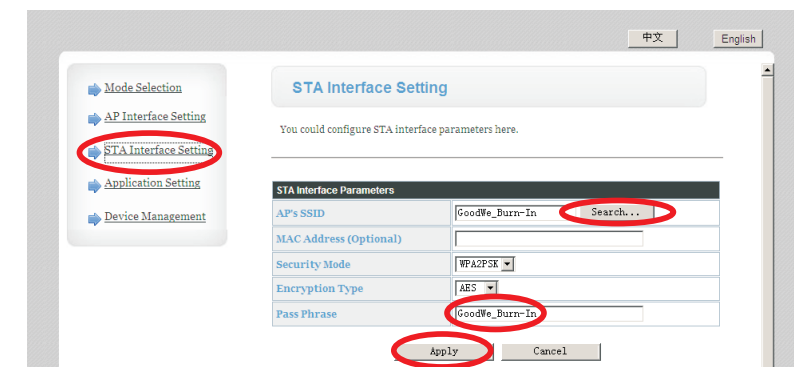 中文 English
Mode Selection
AP Interface Setting
STA Interface Setting
Application Setting
Device Management
STA Interface Setting
You could configure STA interface parameters here.
STA Interface Parameters
AP's SSID GoodWe_Burn-In Search...
MAC Address (Optional)
Security Mode WPA2PSK
Encryption Type AES
Pass Phrase GoodWe_Burn-In
Apply Cancel